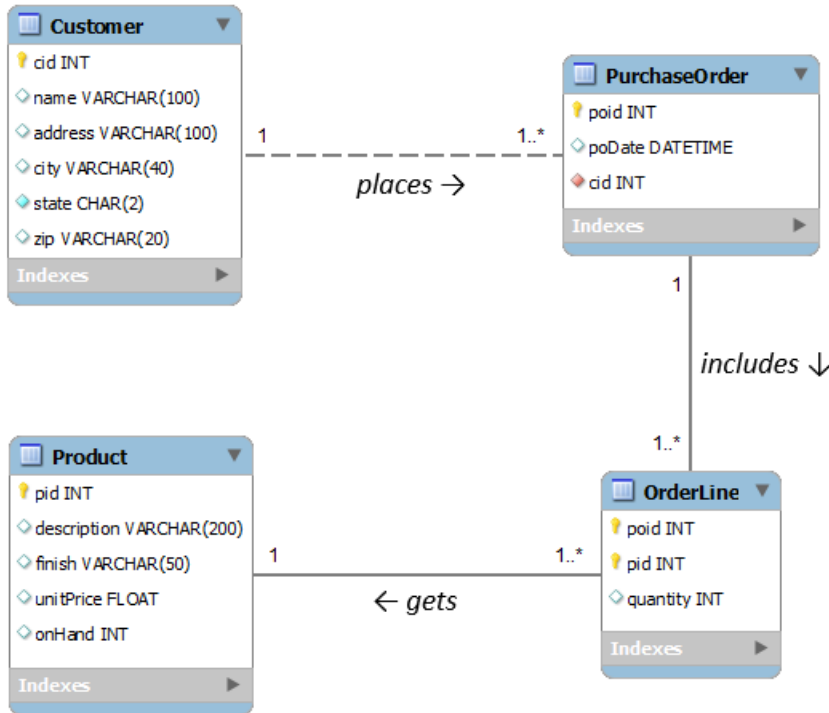 Customer
cid INT
name VARCHAR(100)
address VARCHAR(100)
city VARCHAR(40)
state CHAR(2)
zip VARCHAR(20)
Indexes
1
1..*
places →
PurchaseOrder
poid INT
poDate DATETIME
cid INT
Indexes
1
includes ↓
1..*
Product
pid INT
description VARCHAR(200)
finish VARCHAR(50)
unitPrice FLOAT
onHand INT
Indexes
1
1..*
← gets
OrderLine
poid INT
pid INT
quantity INT
Indexes